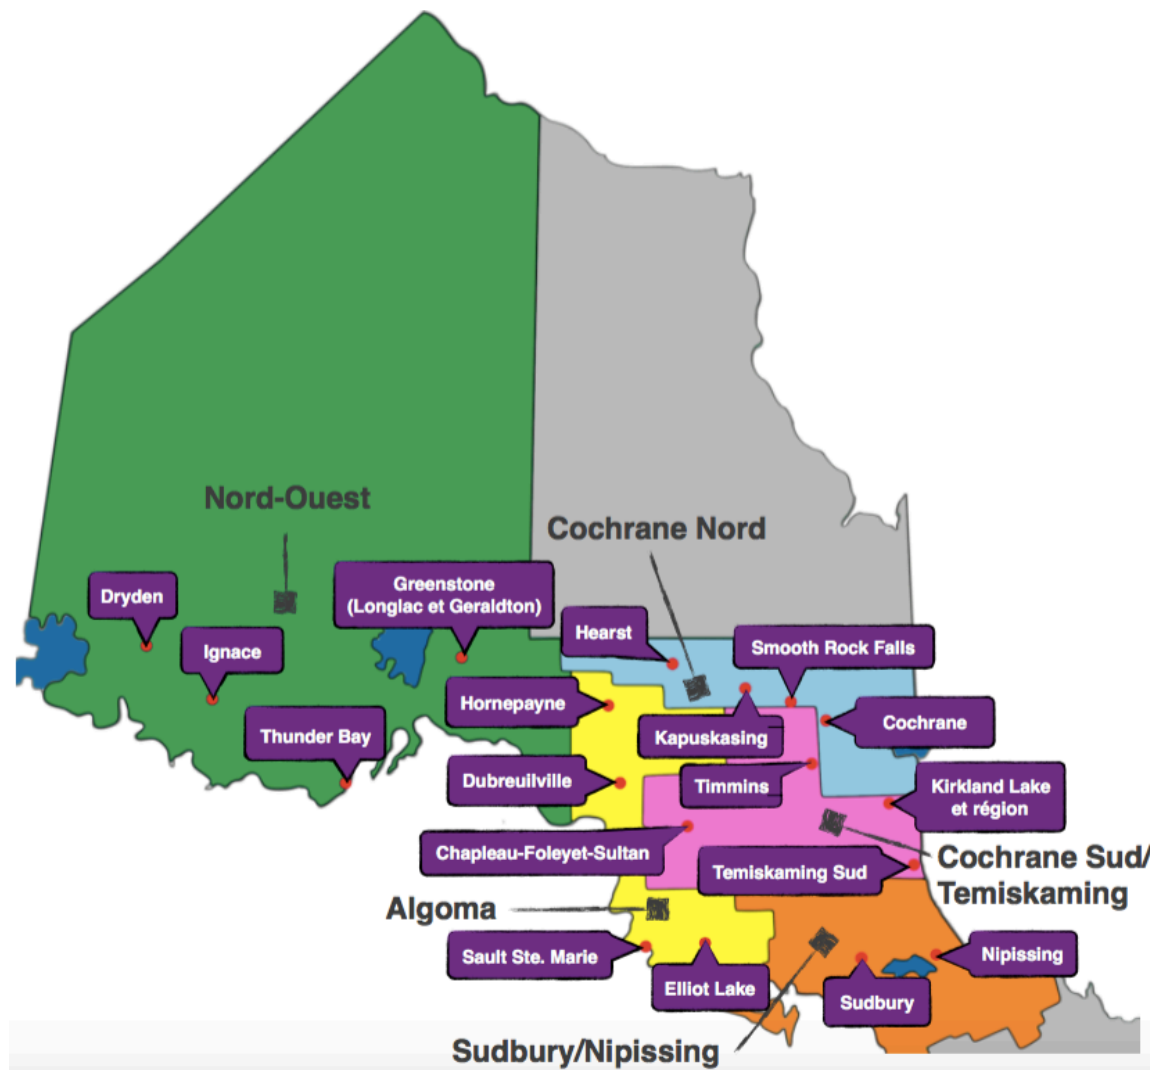 Nord-Ouest
Cochrane Nord
Dryden
Greenstone
(Longlac et Geraldton)
Ignace
Hearst
Smooth Rock Falls
Hornepayne
Thunder Bay
Kapuskasing
Cochrane
Dubreuilville
Timmins
Kirkland Lake
et région
Chapleau-Foleyet-Sultan
Temiskaming Sud
Cochrane Sud/
Temiskaming
Algoma
Sault Ste. Marie
Elliot Lake
Nipissing
Sudbury
Sudbury/Nipissing